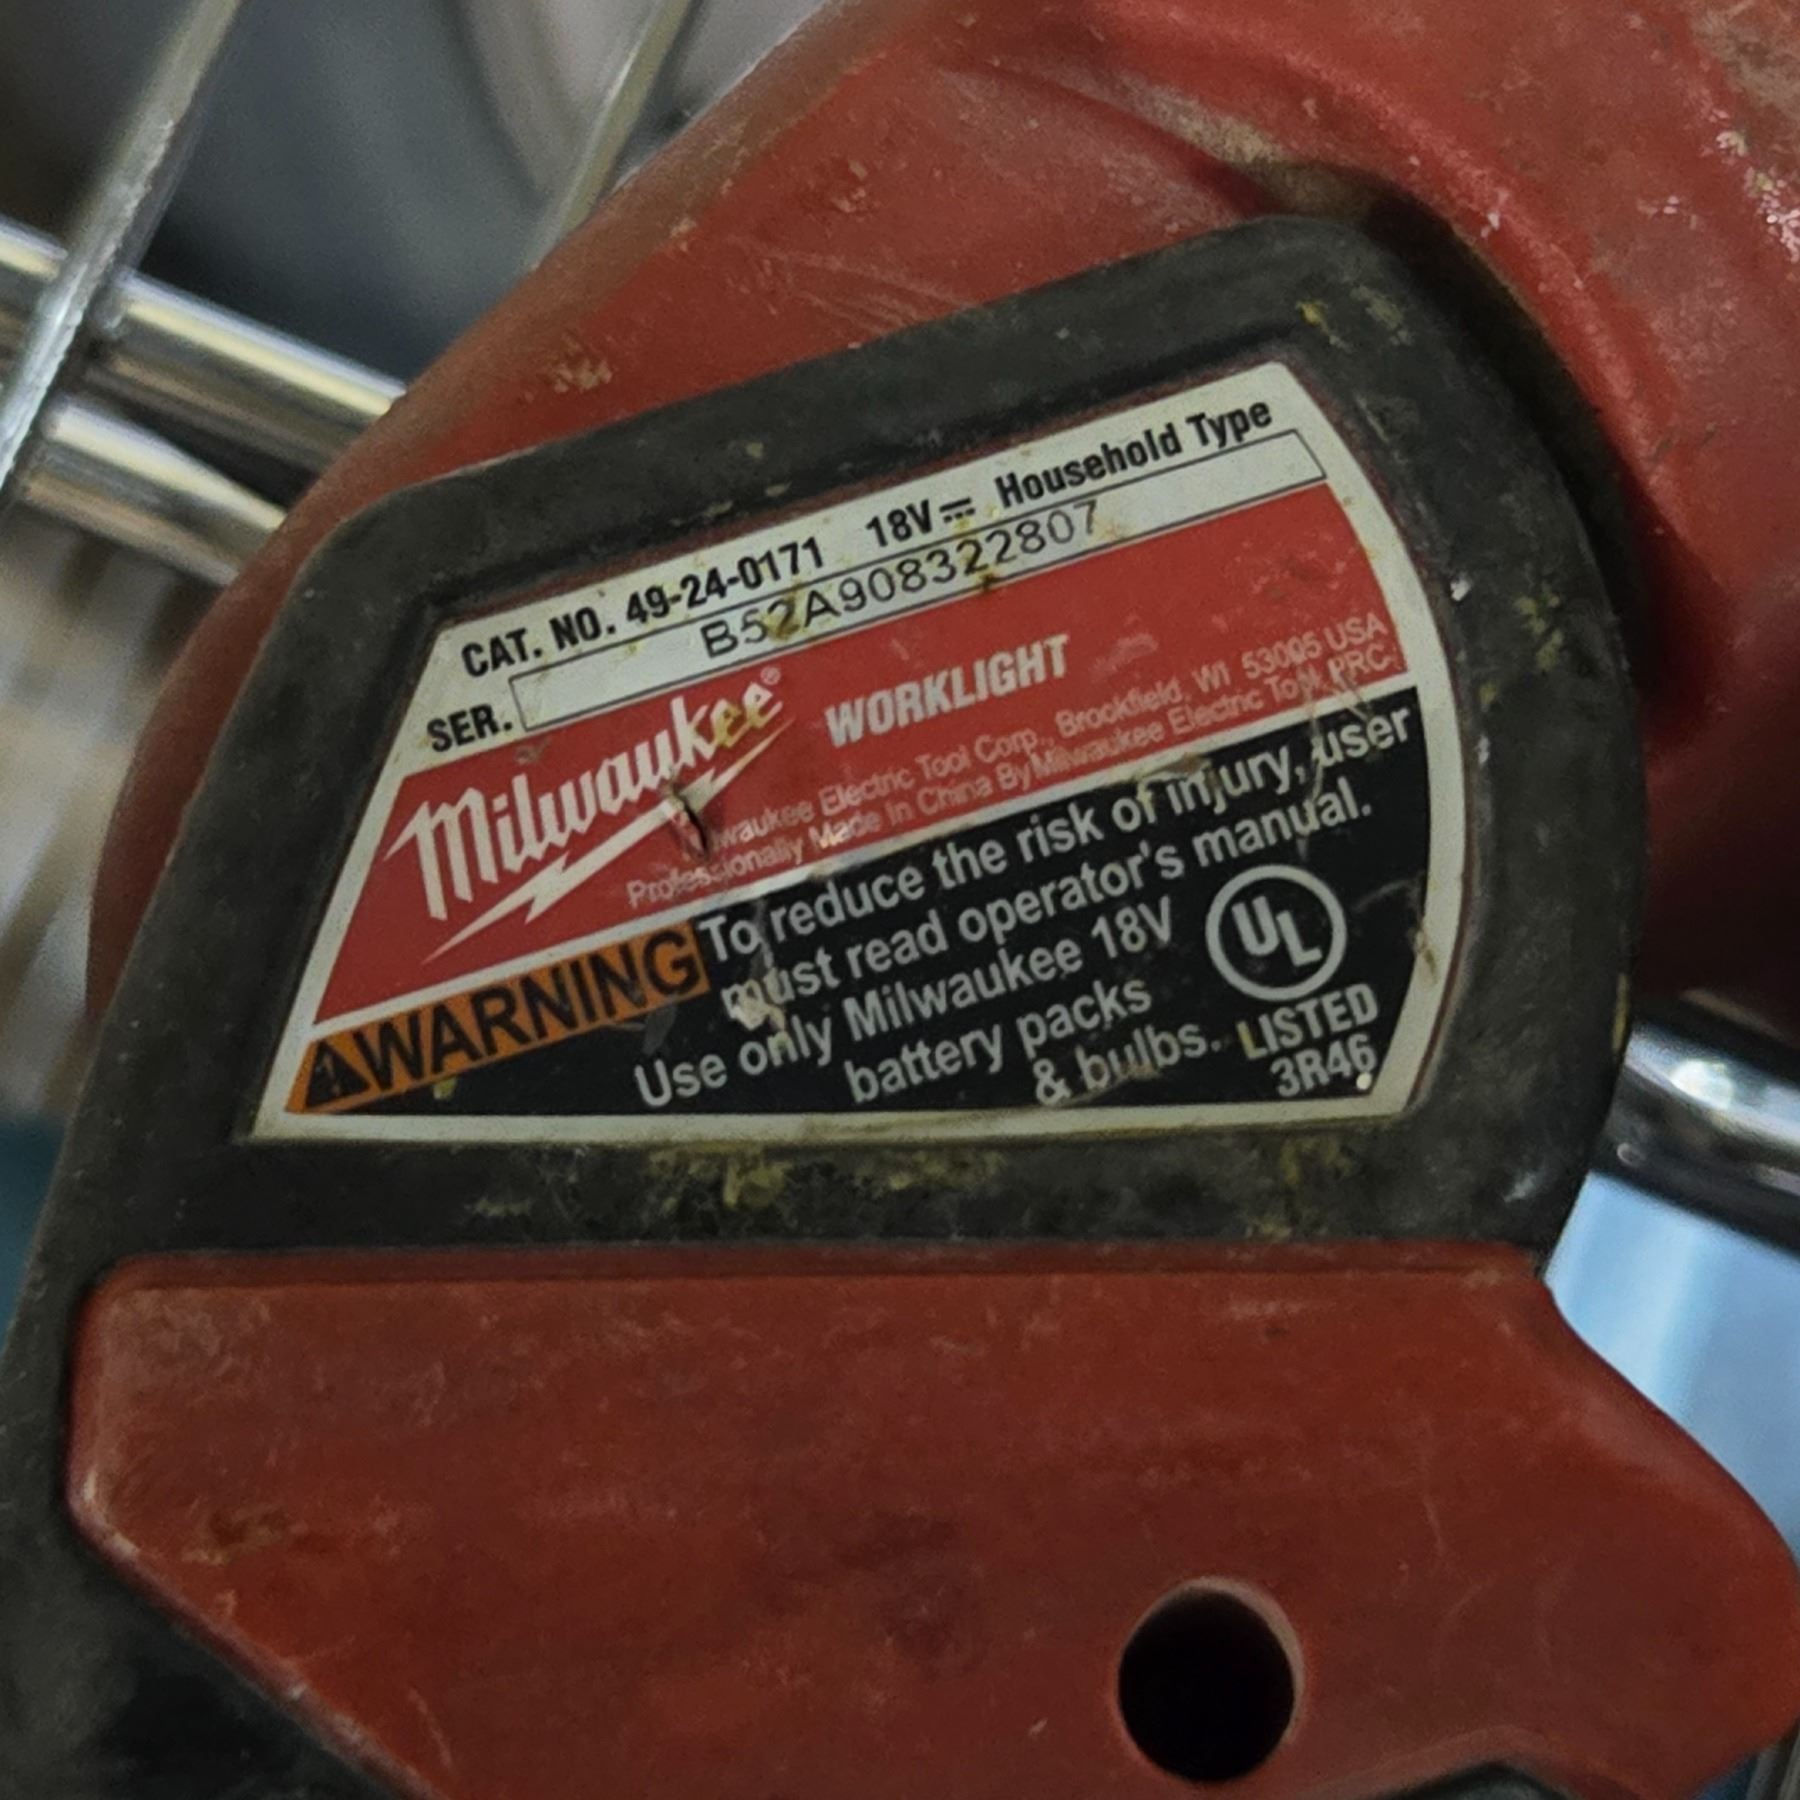 CAT. NO. 49-24-0171 18V⎓ Household Type
SER. B52A908322807
Milwaukee®
WORKLIGHT
Milwaukee Electric Tool Corp., Brookfield, WI 53005 USA
Professionally Made In China By Milwaukee Electric Tool, PRC.
⚠WARNING To reduce the risk of injury, user
must read operator's manual.
Use only Milwaukee 18V
battery packs
& bulbs.
UL
LISTED
3R46